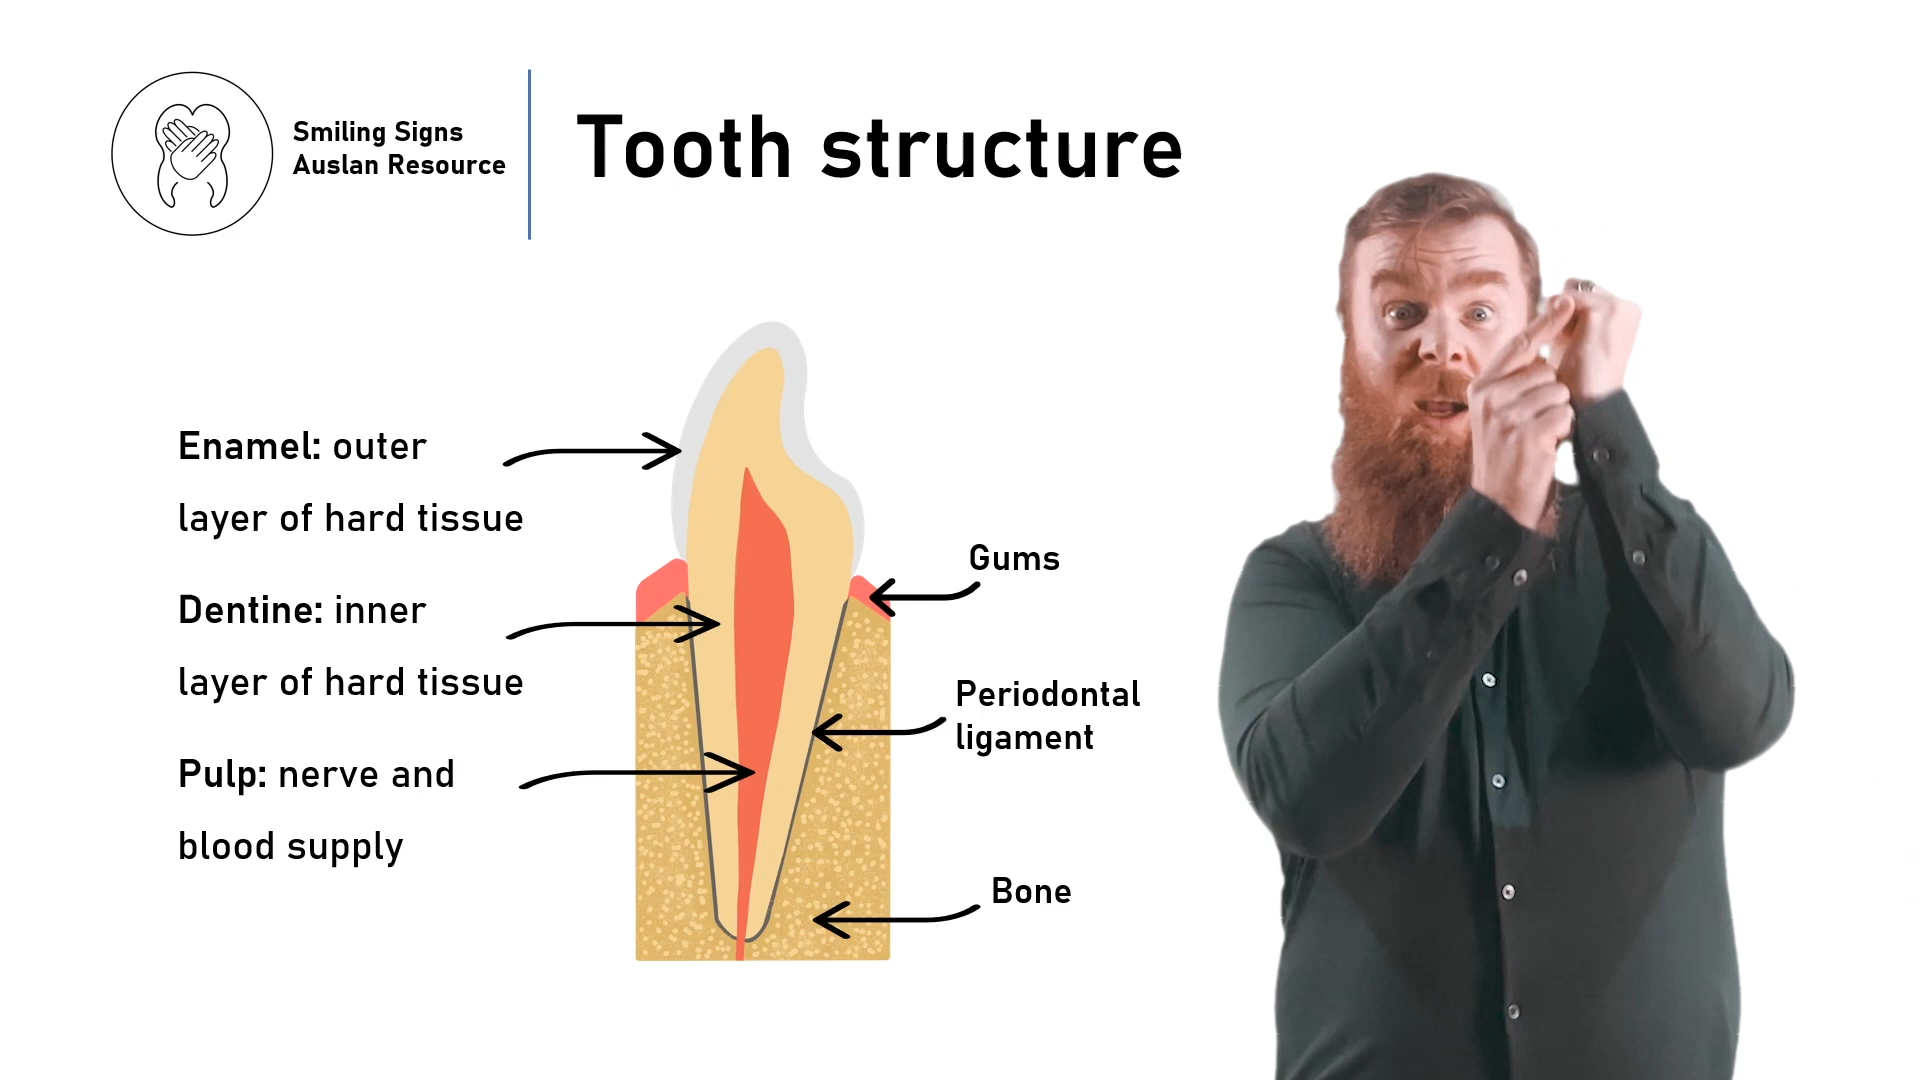 Smiling Signs
Auslan Resource
Tooth structure
Enamel: outer
layer of hard tissue
Dentine: inner
layer of hard tissue
Pulp: nerve and
blood supply
Gums
Periodontal
ligament
Bone